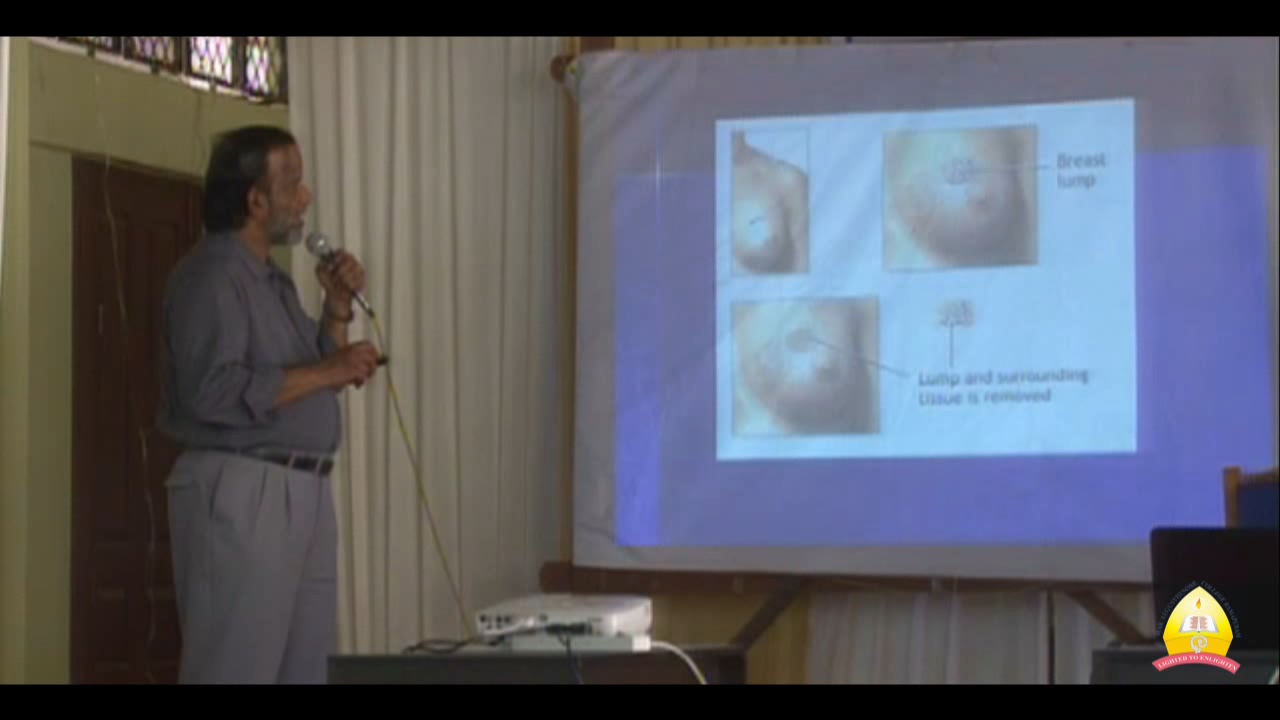 Breast
lump
Lump and surrounding
tissue is removed
LIGHTED TO ENLIGHTEN